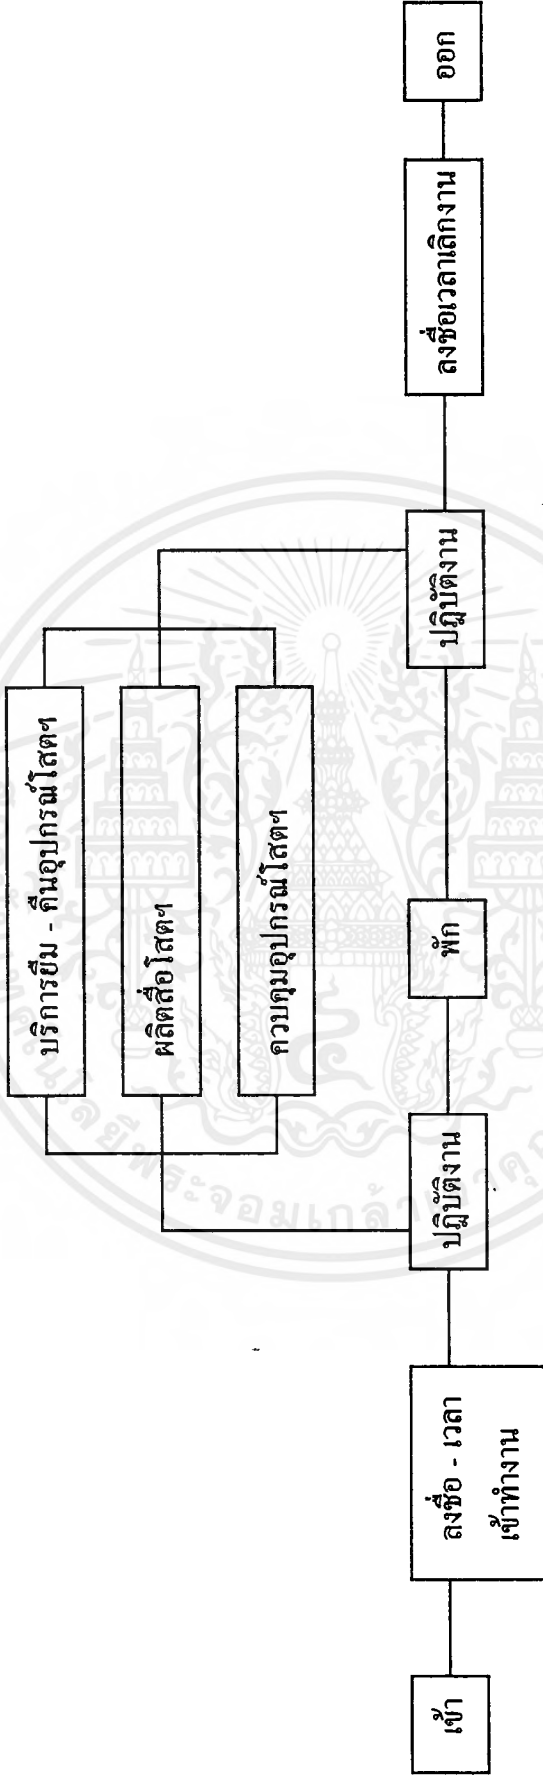 บริการยืม - คืนอุปกรณ์โสตฯ
ผลิตสื่อโสตฯ
ควบคุมอุปกรณ์โสตฯ
เข้า
ลงชื่อ - เวลา
เข้าทำงาน
ปฏิบัติงาน
พัก
ปฏิบัติงาน
ลงชื่อเวลาเลิกงาน
ออก